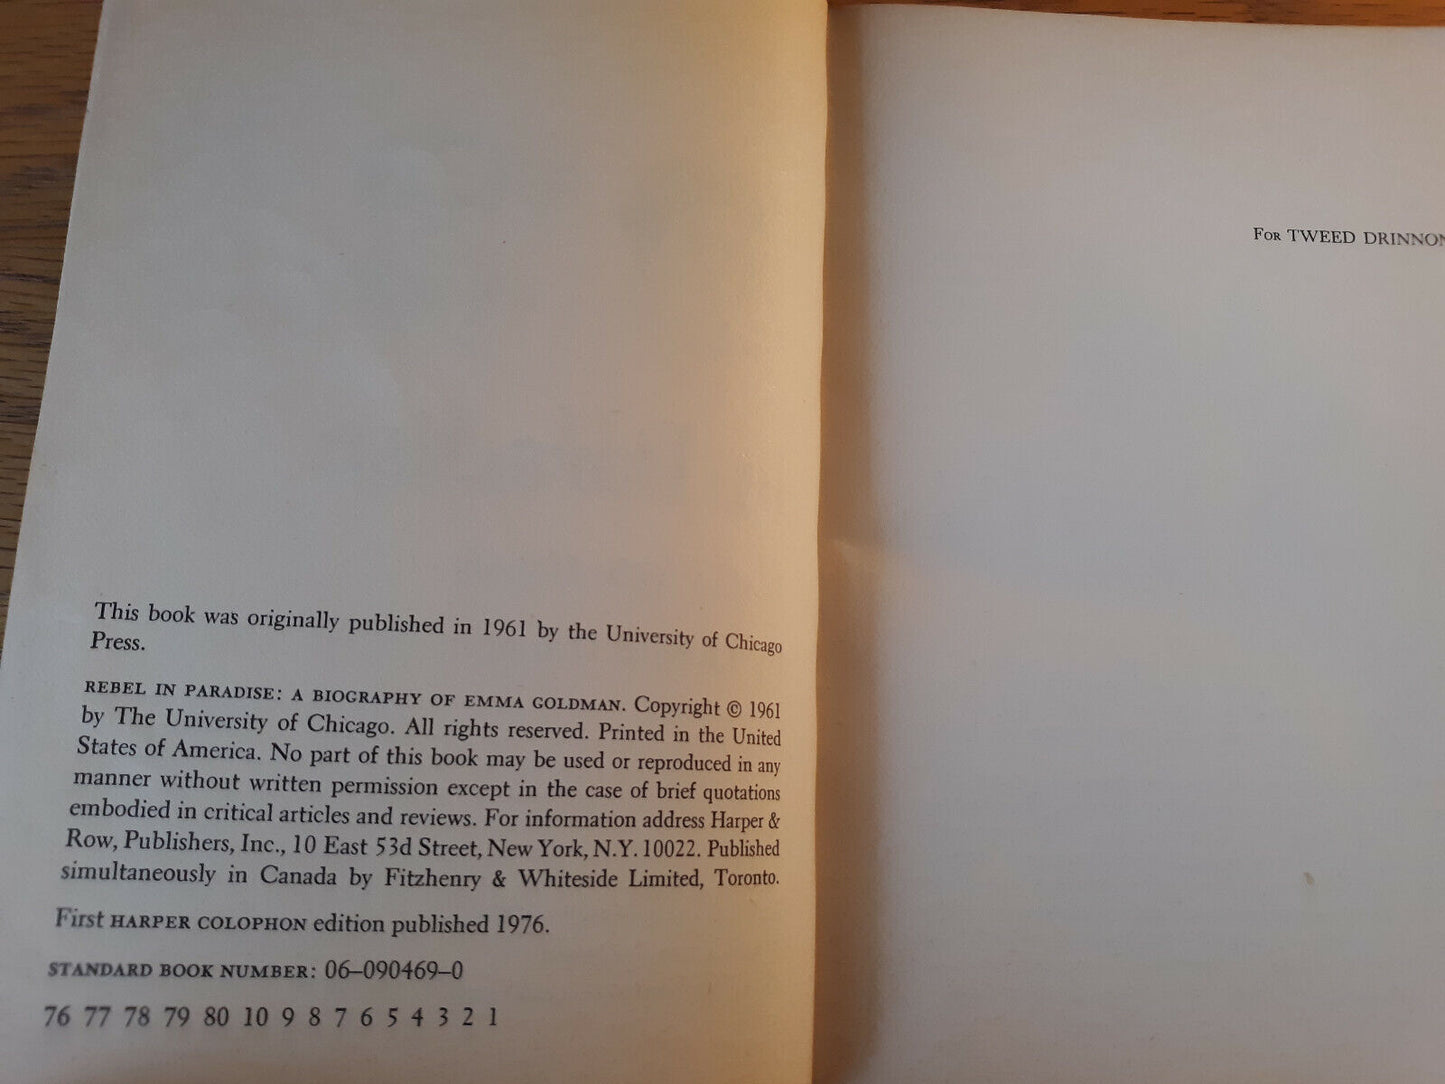 This book was originally published in 1961 by the University of Chicago
Press.
REBEL IN PARADISE: A BIOGRAPHY OF EMMA GOLDMAN. Copyright © 1961
by The University of Chicago. All rights reserved. Printed in the United
States of America. No part of this book may be used or reproduced in any
manner without written permission except in the case of brief quotations
embodied in critical articles and reviews. For information address Harper &
Row, Publishers, Inc., 10 East 53d Street, New York, N.Y. 10022. Published
simultaneously in Canada by Fitzhenry & Whiteside Limited, Toronto.
First HARPER COLOPHON edition published 1976.
STANDARD BOOK NUMBER: 06–090469–0
76 77 78 79 80 10 9 8 7 6 5 4 3 2 1
For TWEED DRINNON